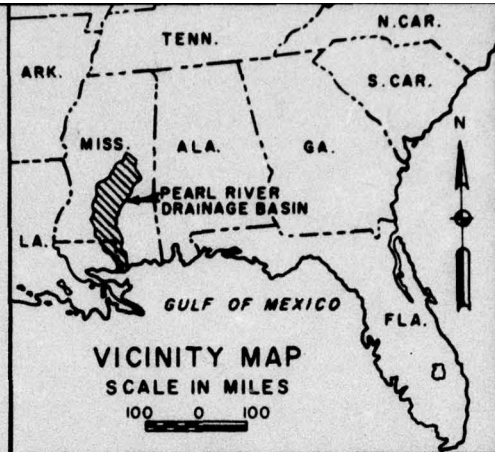 N. CAR.
TENN.
ARK.
S. CAR.
N
MISS.
ALA.
GA.
PEARL RIVER
DRAINAGE BASIN
LA.
GULF OF MEXICO
FLA.
VICINITY MAP
SCALE IN MILES
100 0 100